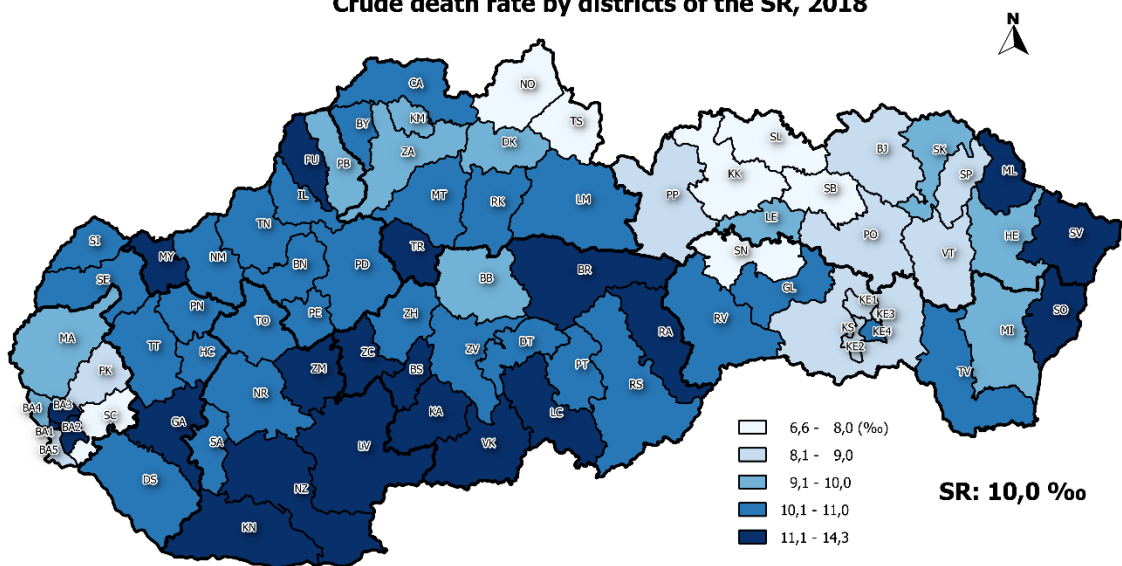 Crude death rate by districts of the SR, 2018
N
CA
NO
TS
BY
KM
ZA
DK
PU
PB
IL
MT
RK
LM
TN
SI
MY
NM
BN
PD
TR
SE
PN
TO
PE
ZH
BB
BR
MA
TT
HC
PK
NR
ZM
ZC
BS
ZV
DT
PT
RA
RS
BA4
BA3
SC
BA1
BA2
BA5
GA
SA
LV
KA
VK
LC
DS
NZ
KN
SL
BJ
SK
SP
ML
PP
KK
SB
LE
PO
VT
HE
SV
SN
GL
RV
KE1
KE3
KS
KE4
KE2
MI
SO
TV
6,6 - 8,0 (‰)
8,1 - 9,0
9,1 - 10,0
10,1 - 11,0
11,1 - 14,3
SR: 10,0 ‰